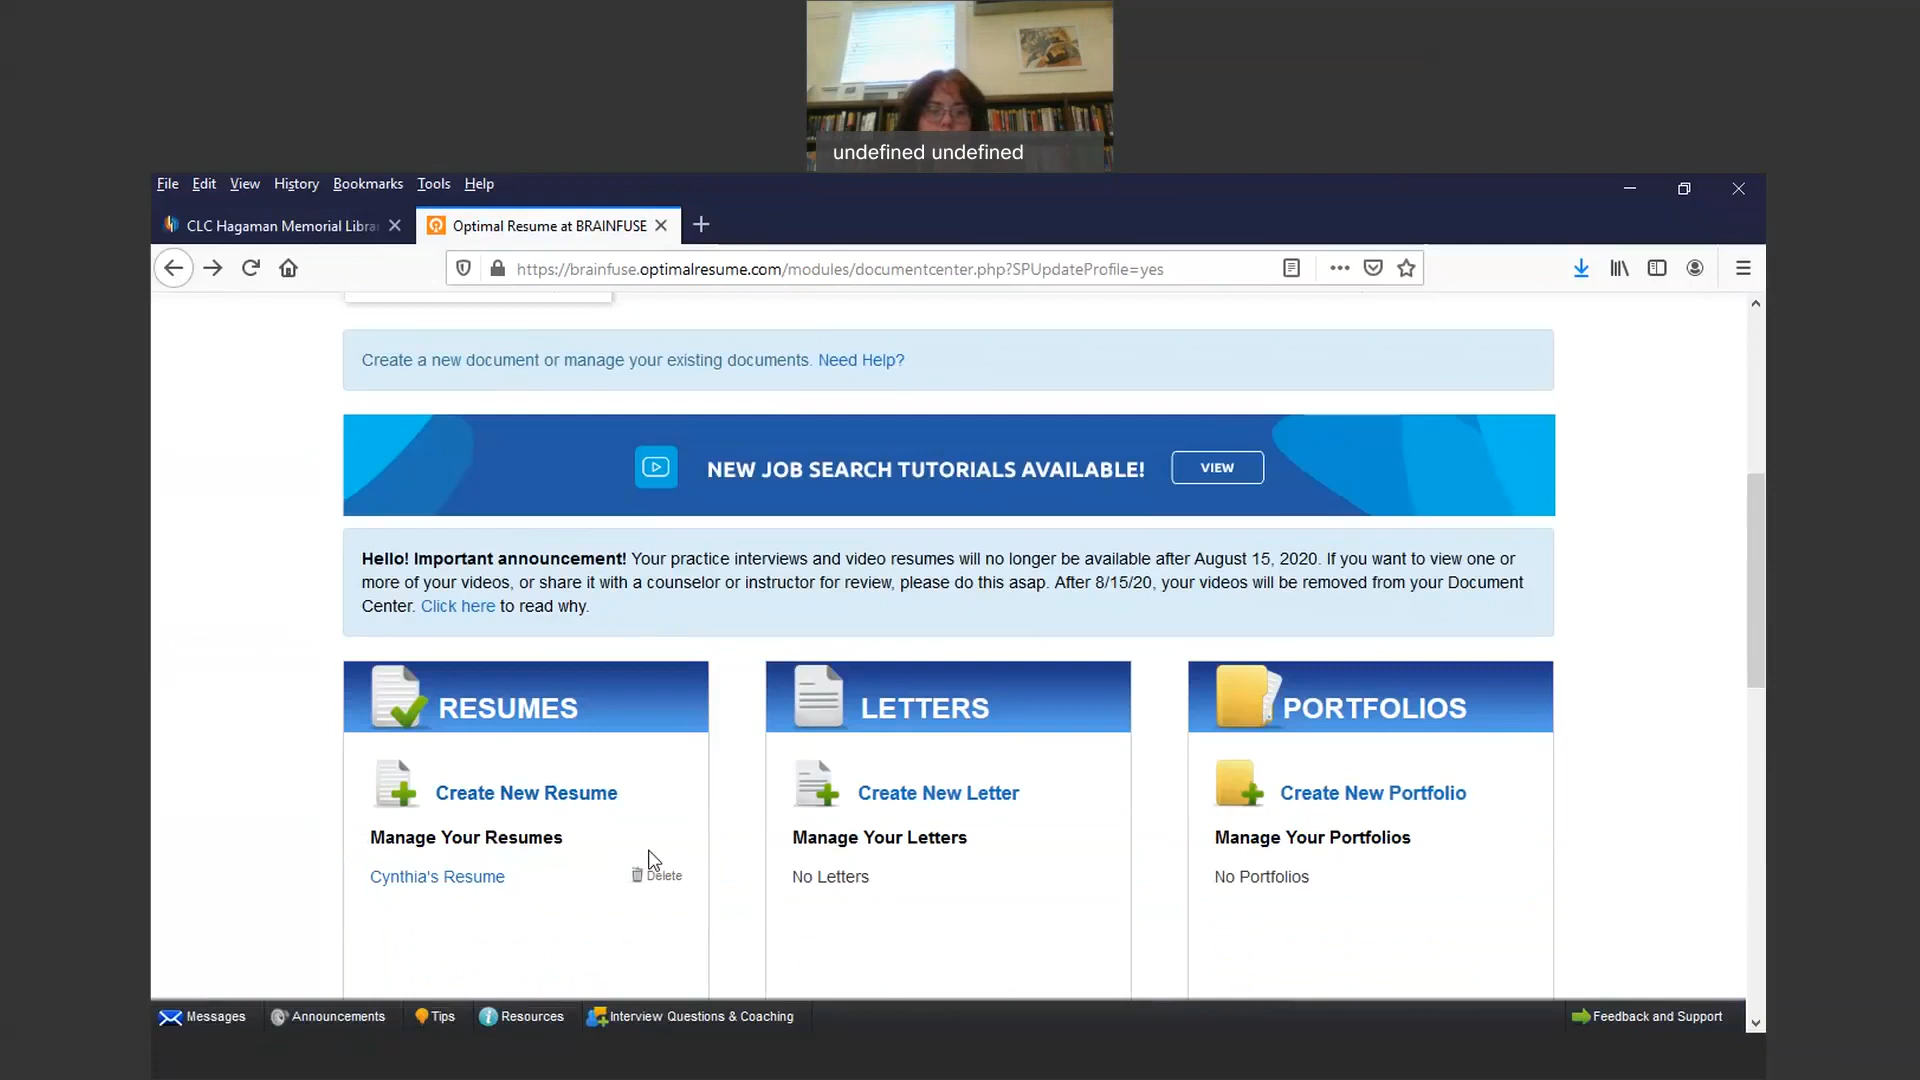 undefined undefined
File Edit View History Bookmarks Tools Help
CLC Hagaman Memorial Libra
Optimal Resume at BRAINFUSE
https://brainfuse.optimalresume.com/modules/documentcenter.php?SPUpdateProfile=yes
Create a new document or manage your existing documents. Need Help?
NEW JOB SEARCH TUTORIALS AVAILABLE! VIEW
Hello! Important announcement! Your practice interviews and video resumes will no longer be available after August 15, 2020. If you want to view one or
more of your videos, or share it with a counselor or instructor for review, please do this asap. After 8/15/20, your videos will be removed from your Document
Center. Click here to read why.
RESUMES
Create New Resume
Manage Your Resumes
Cynthia's Resume Delete
LETTERS
Create New Letter
Manage Your Letters
No Letters
PORTFOLIOS
Create New Portfolio
Manage Your Portfolios
No Portfolios
Messages Announcements Tips Resources Interview Questions & Coaching Feedback and Support